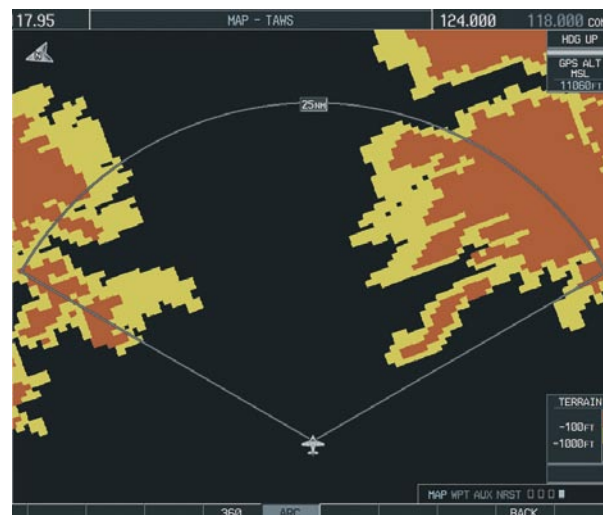 17.95 MAP - TAWS 124.000 118.000 COM
HDG UP
N
GPS ALT
MSL
11060FT
25NM
TERRAIN
-100FT
-1000FT
MAP WPT AUX NRST
360 ARC BACK